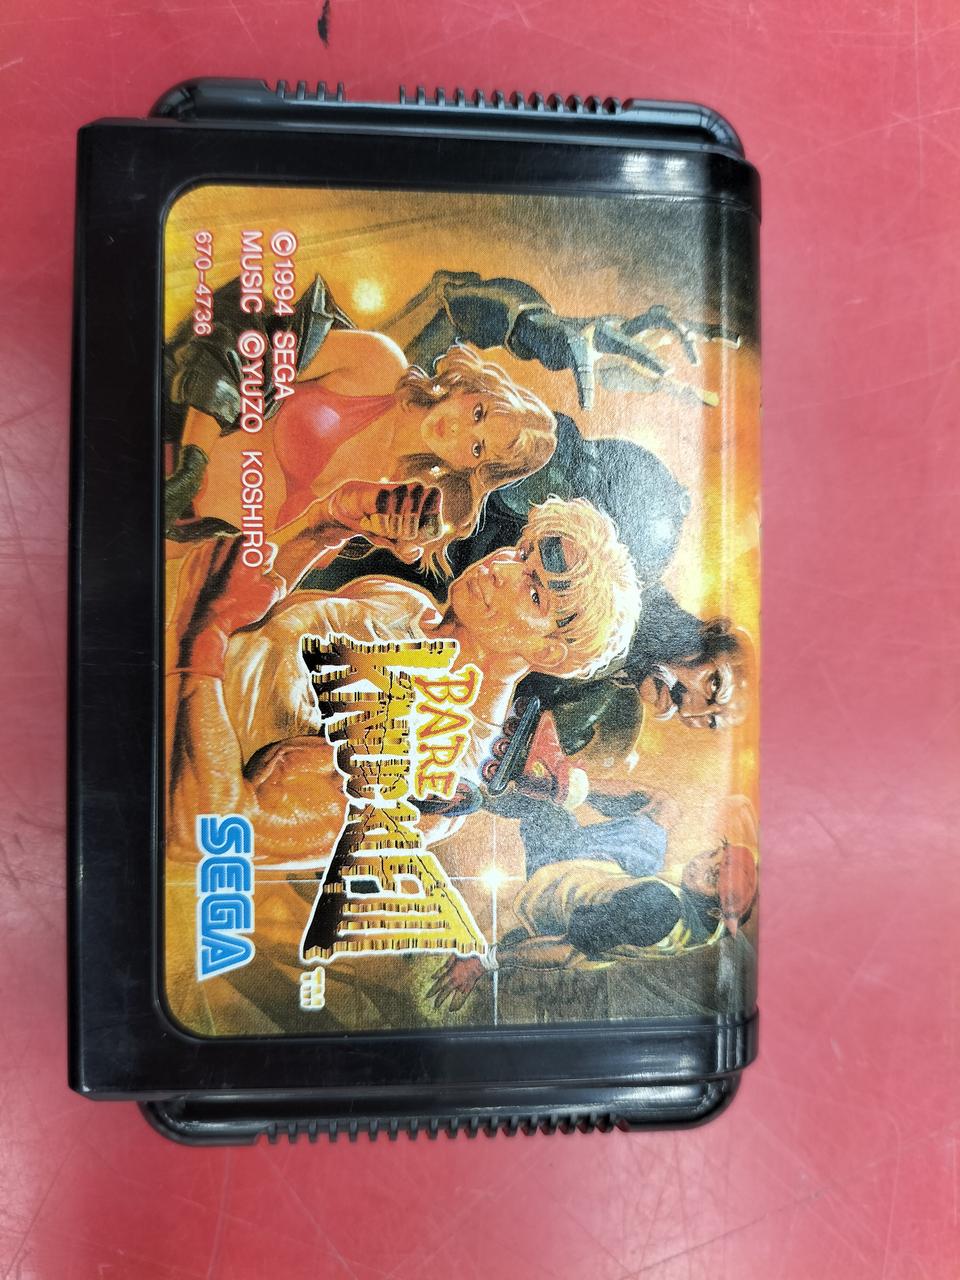 BARE
KNUCKLE III
TM
©1994 SEGA
MUSIC ©YUZO KOSHIRO
670-4736
SEGA